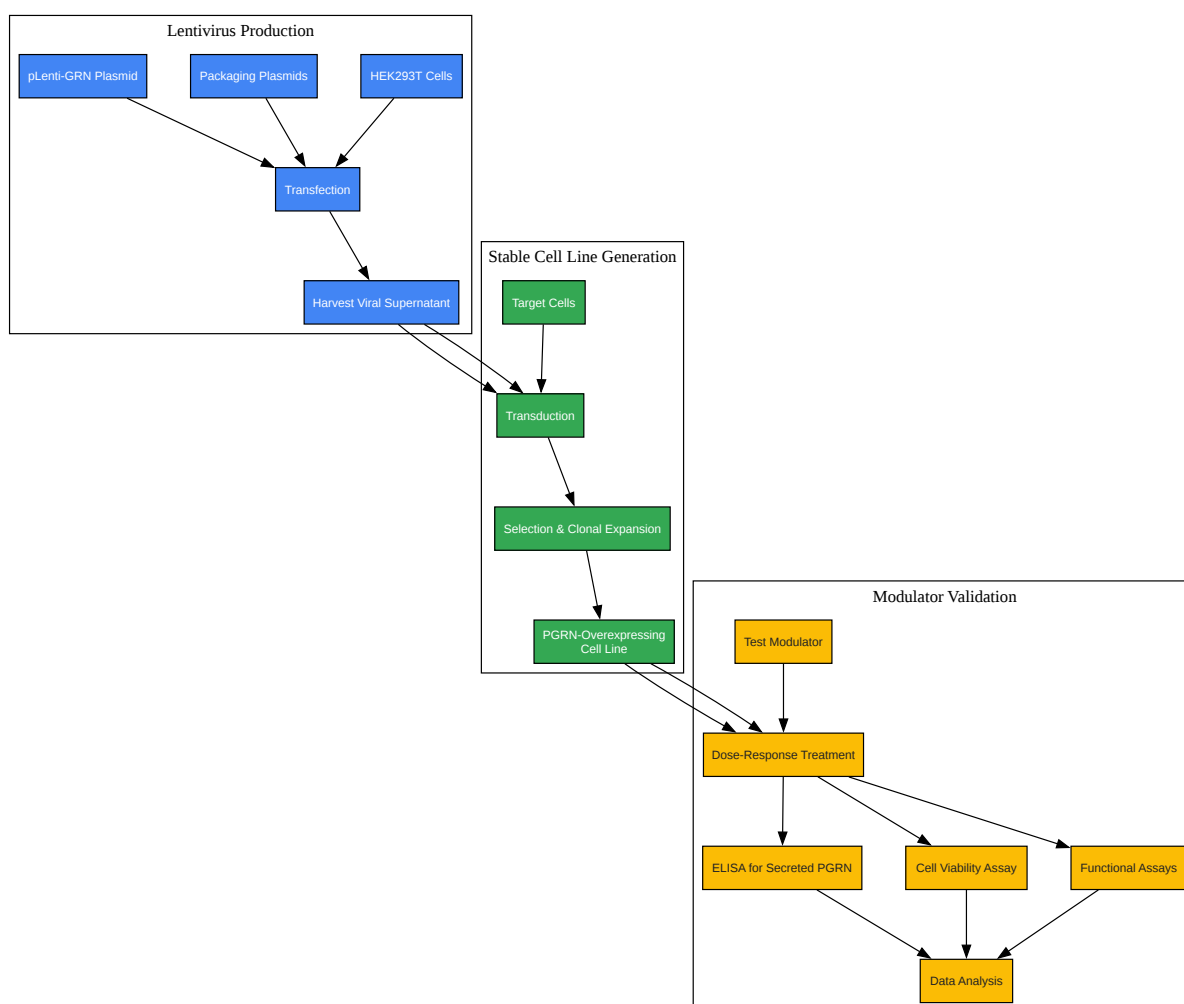 Lentivirus Production
pLenti-GRN Plasmid
Packaging Plasmids
HEK293T Cells
Transfection
Harvest Viral Supernatant
Stable Cell Line Generation
Target Cells
Transduction
Selection & Clonal Expansion
PGRN-Overexpressing
Cell Line
Modulator Validation
Test Modulator
Dose-Response Treatment
ELISA for Secreted PGRN
Cell Viability Assay
Functional Assays
Data Analysis